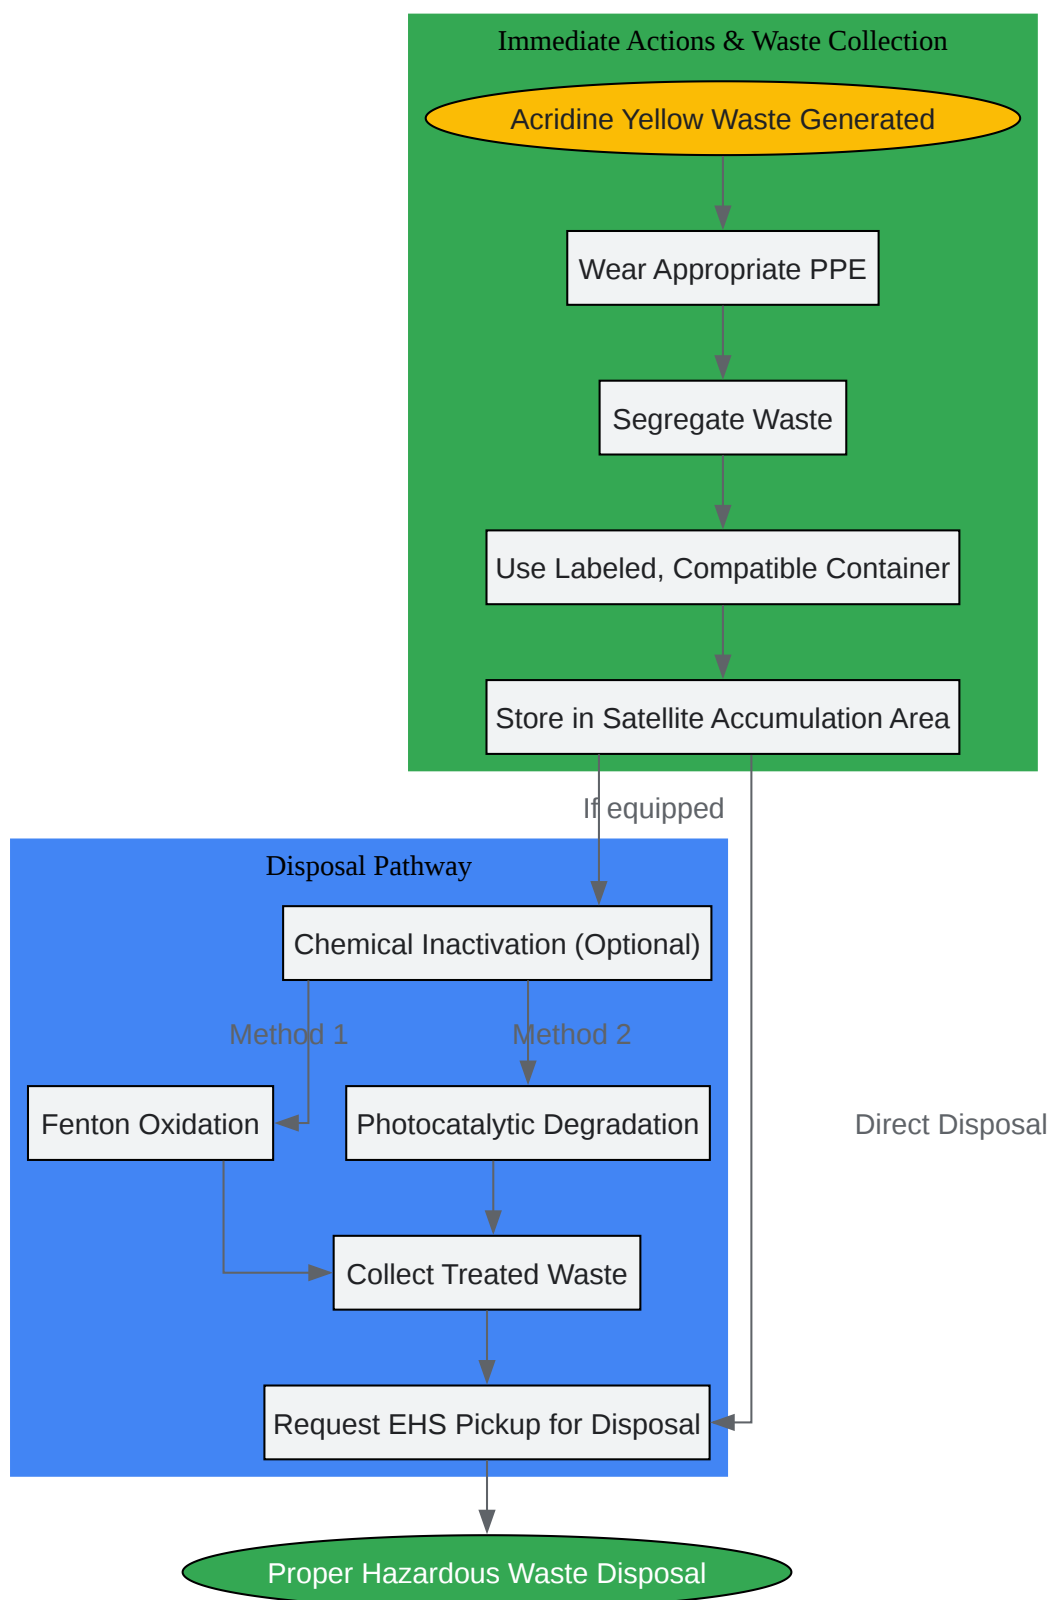 Immediate Actions & Waste Collection
Acridine Yellow Waste Generated
Wear Appropriate PPE
Segregate Waste
Use Labeled, Compatible Container
Store in Satellite Accumulation Area
If equipped
Disposal Pathway
Chemical Inactivation (Optional)
Method 1
Method 2
Fenton Oxidation
Photocatalytic Degradation
Direct Disposal
Collect Treated Waste
Request EHS Pickup for Disposal
Proper Hazardous Waste Disposal